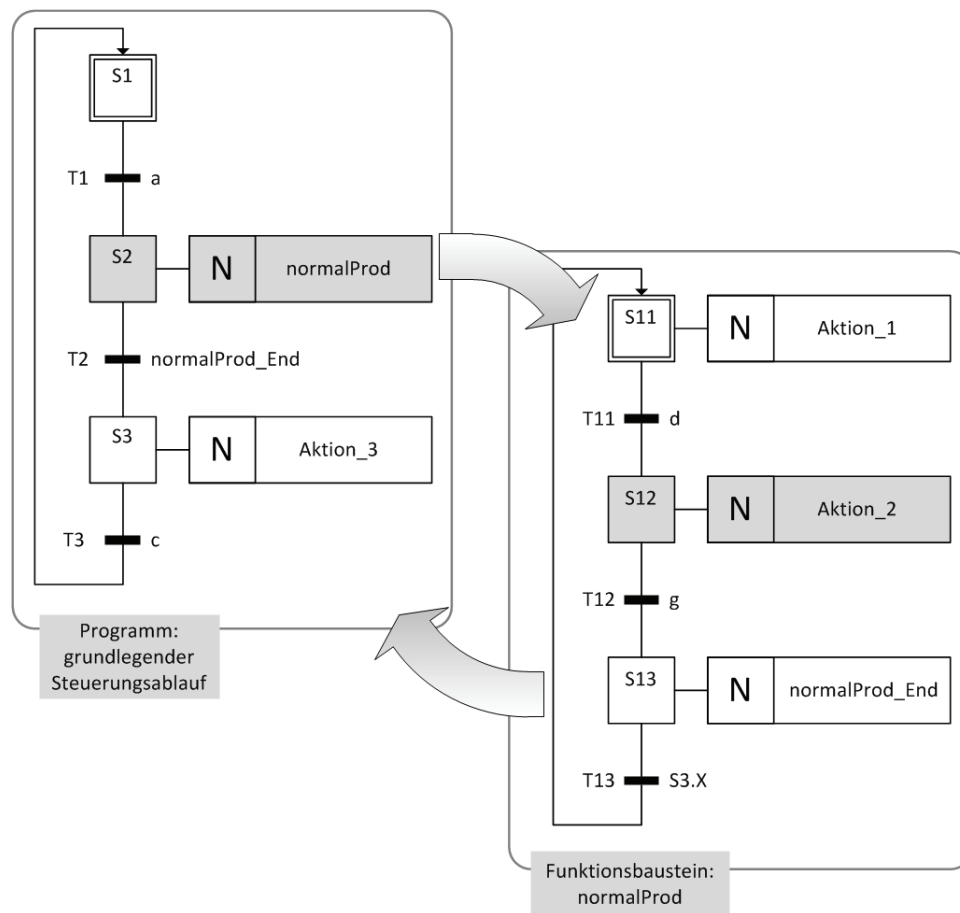 S1
T1 a
S2 N normalProd
T2 normalProd_End
S3 N Aktion_3
T3 c
Programm:
grundlegender
Steuerungsablauf
S11 N Aktion_1
T11 d
S12 N Aktion_2
T12 g
S13 N normalProd_End
T13 S3.X
Funktionsbaustein:
normalProd